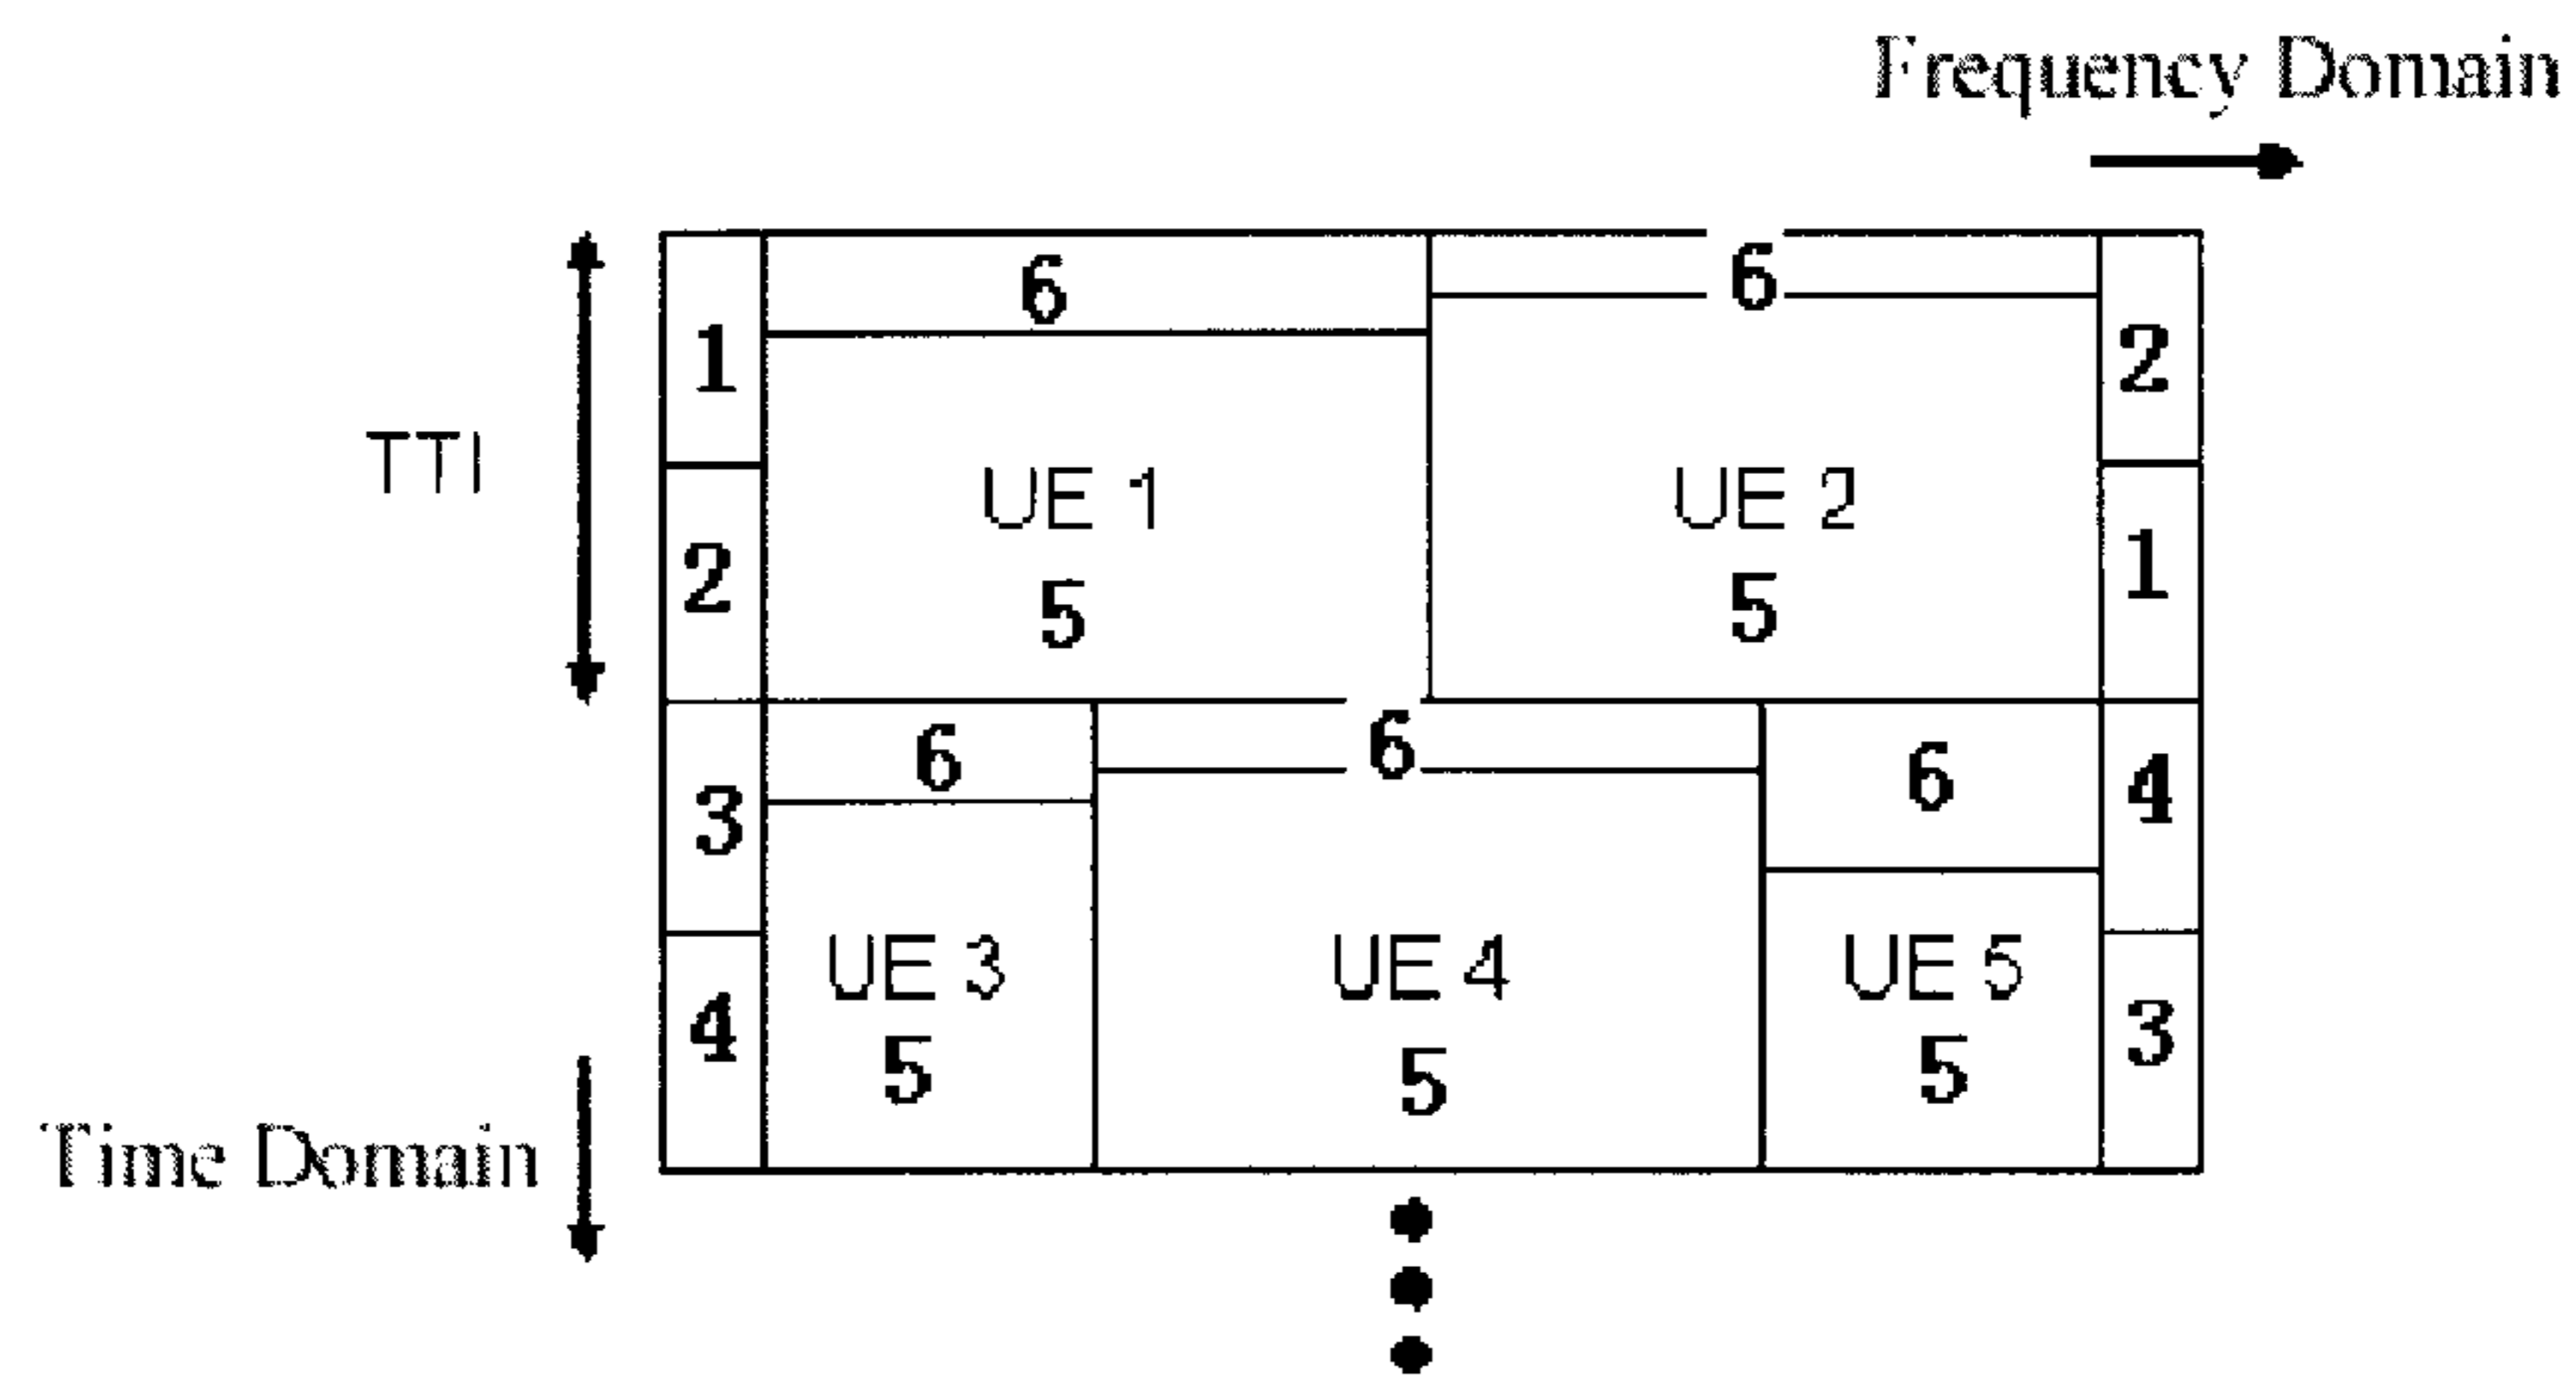 Frequency Domain
6 6
1 2
TTI
UE 1 UE 2
2 5 5 1
6 6 6
3 4
UE 3 UE 4 UE 5
4 5 5 5 3
Time Domain